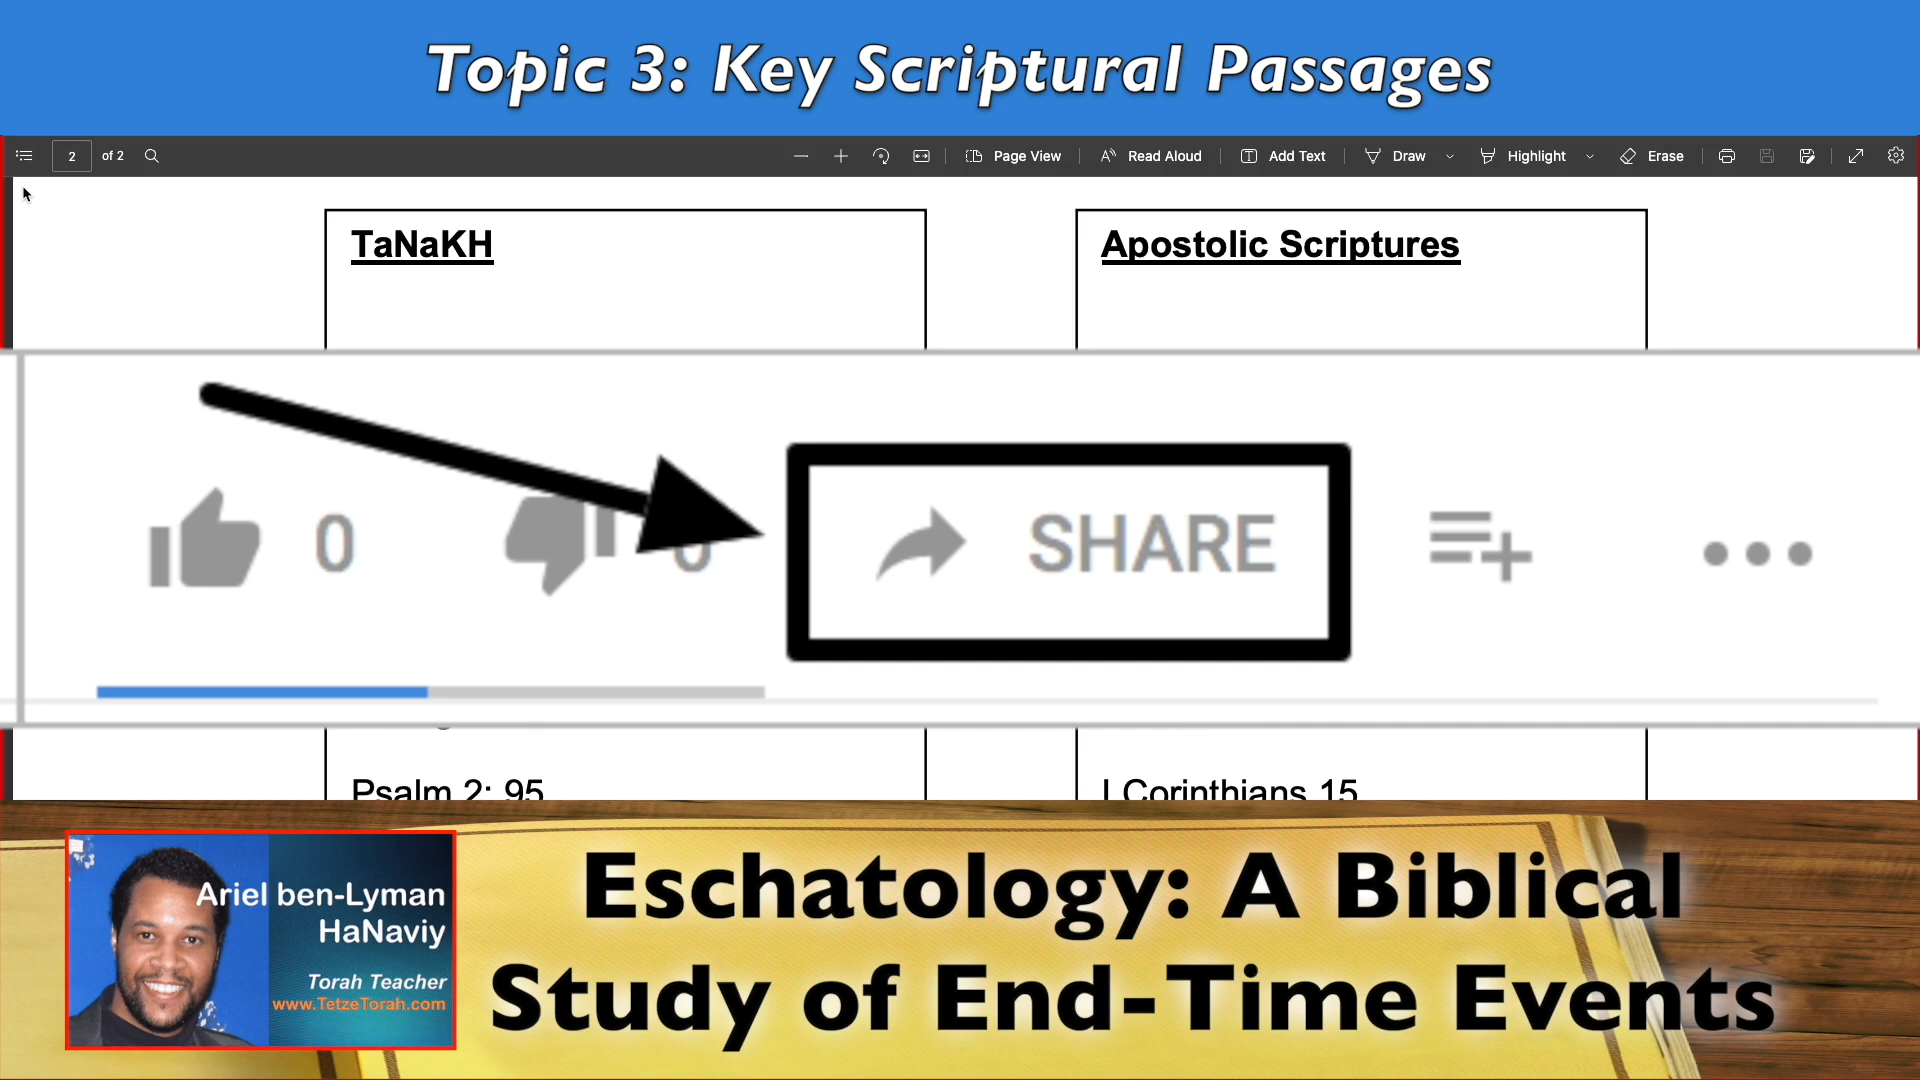 Topic 3: Key Scriptural Passages
2 of 2 Page View Read Aloud Add Text Draw Highlight Erase
TaNaKH
Apostolic Scriptures
0 0 SHARE
Psalm 2; 95
I Corinthians 15
Ariel ben-Lyman
HaNaviy
Torah Teacher
www.TetzeTorah.com
Eschatology: A Biblical
Study of End-Time Events